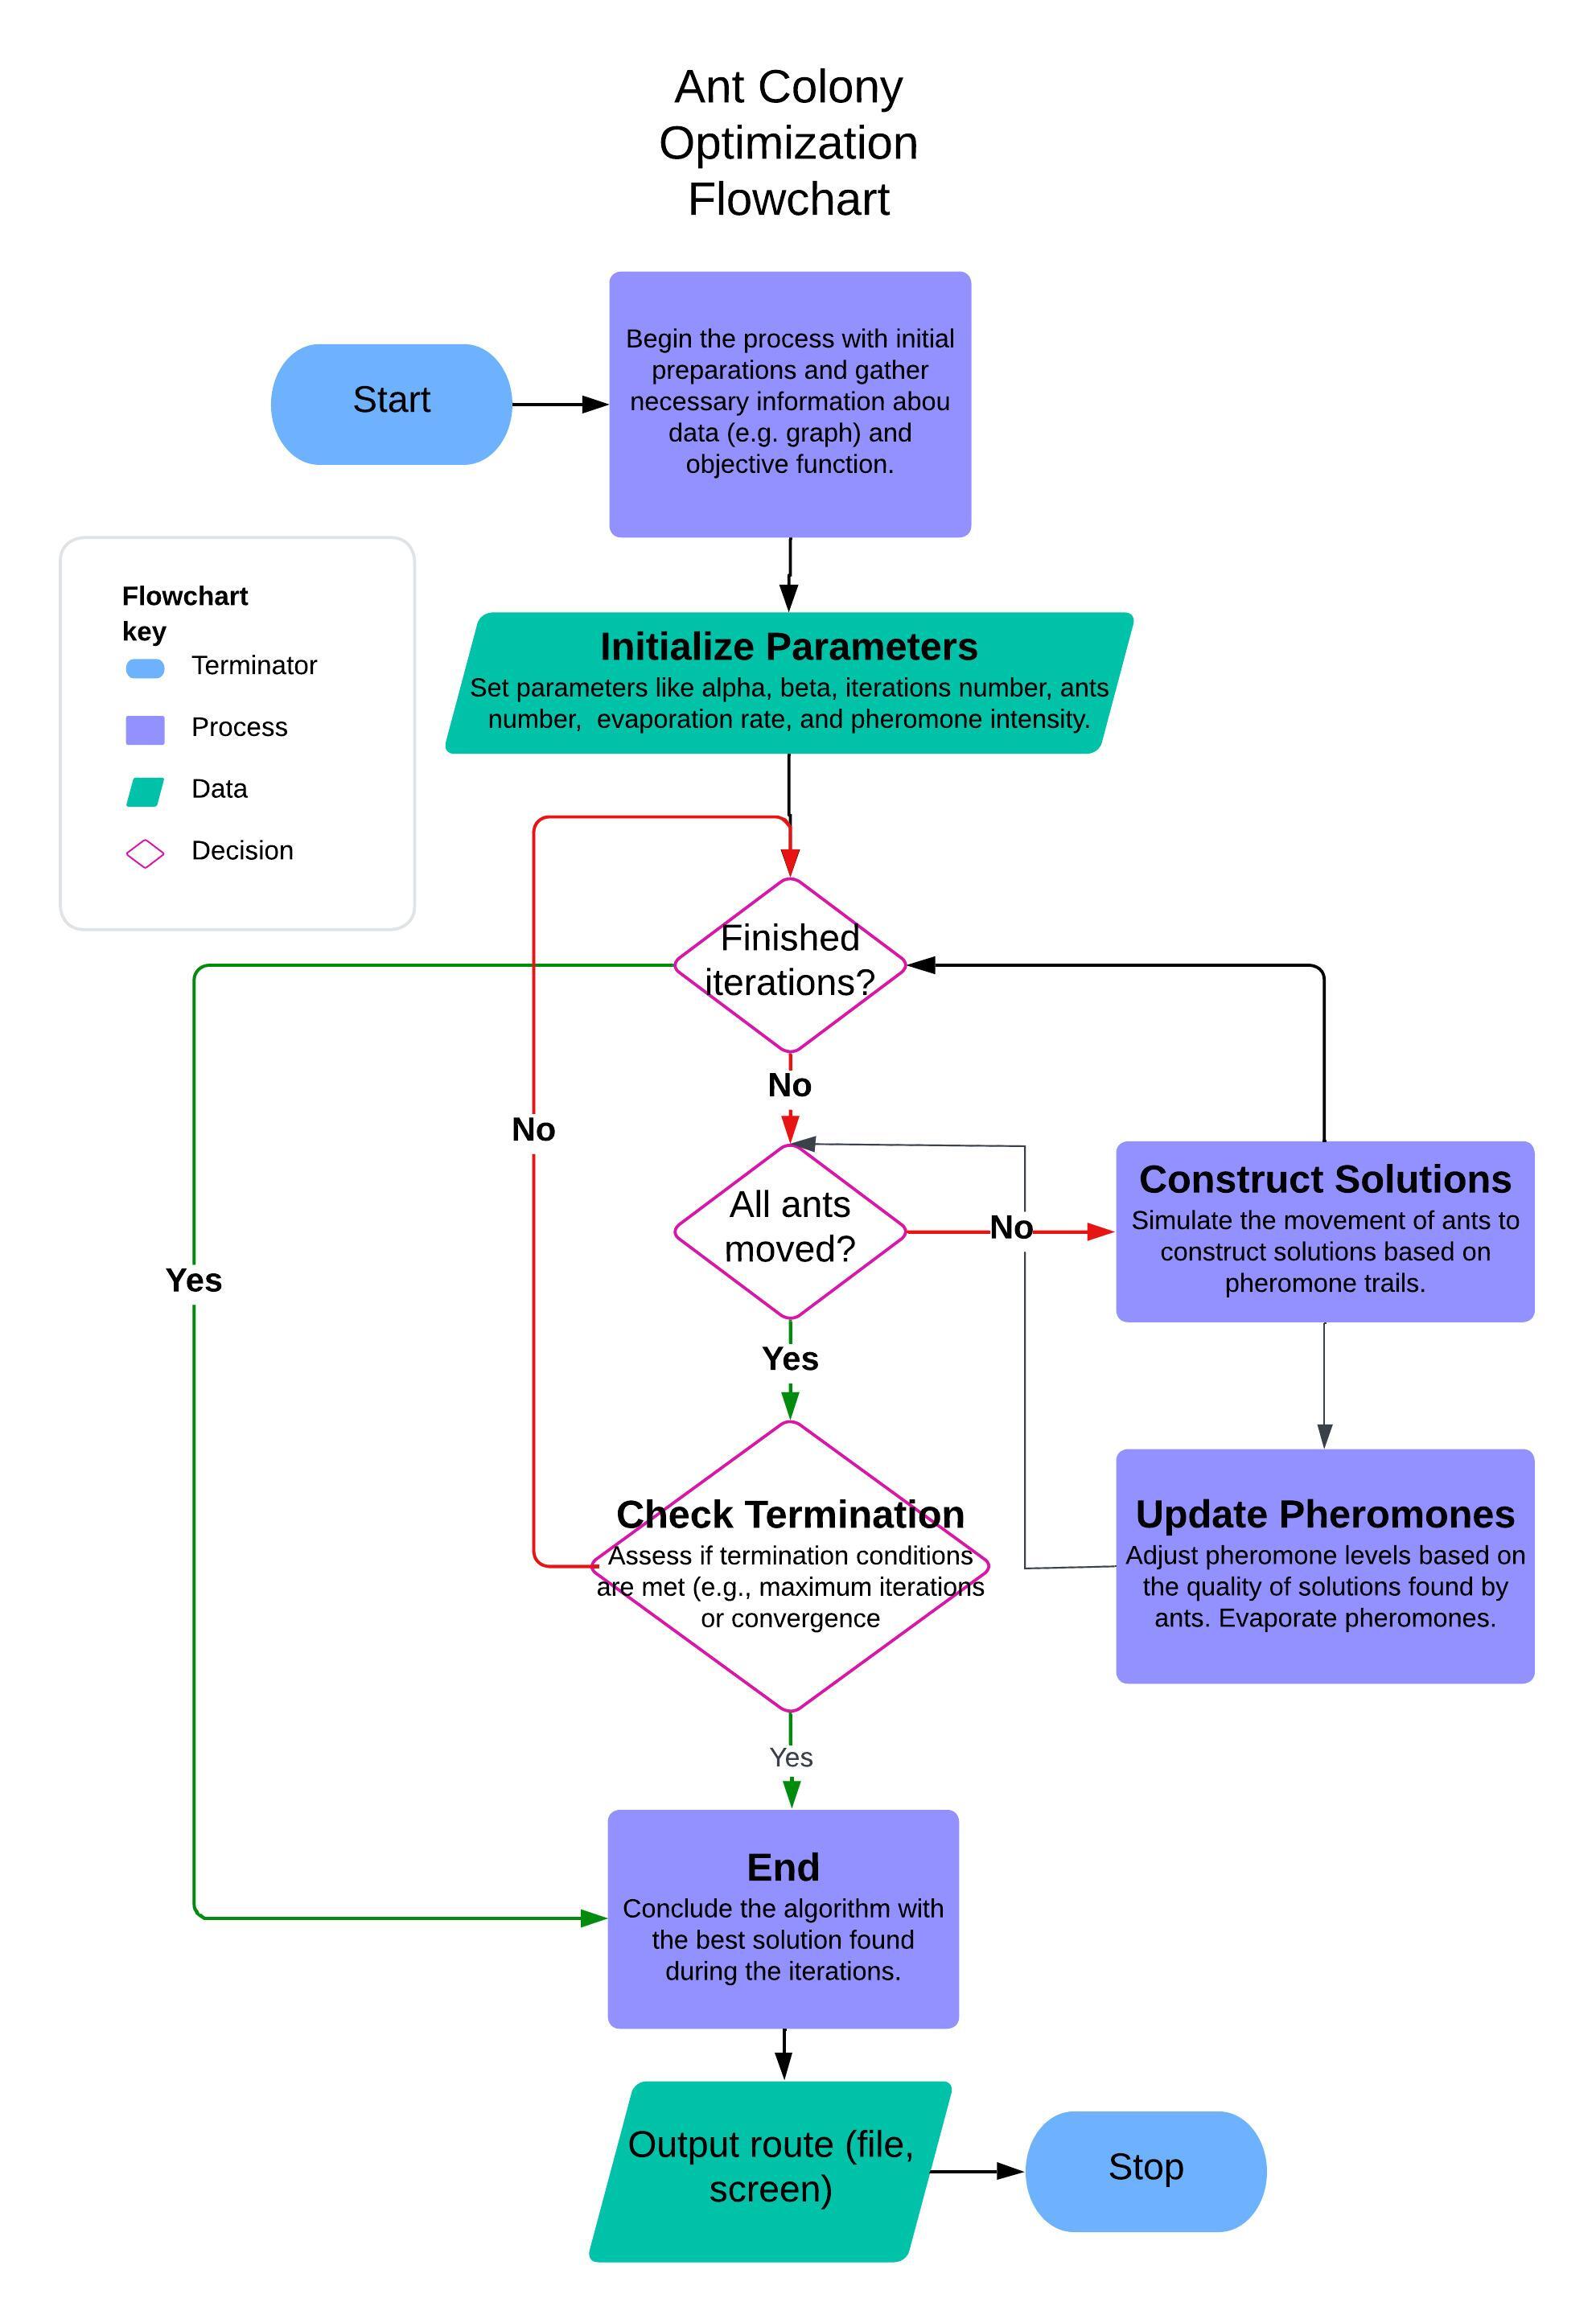 Ant Colony
Optimization
Flowchart
Start
Begin the process with initial
preparations and gather
necessary information abou
data (e.g. graph) and
objective function.
Flowchart
key
Terminator
Process
Data
Decision
Initialize Parameters
Set parameters like alpha, beta, iterations number, ants
number,  evaporation rate, and pheromone intensity.
Finished
iterations?
No
No
All ants
moved?
No
Construct Solutions
Simulate the movement of ants to
construct solutions based on
pheromone trails.
Yes
Yes
Check Termination
Assess if termination conditions
are met (e.g., maximum iterations
or convergence
Update Pheromones
Adjust pheromone levels based on
the quality of solutions found by
ants. Evaporate pheromones.
Yes
End
Conclude the algorithm with
the best solution found
during the iterations.
Output route (file,
screen)
Stop